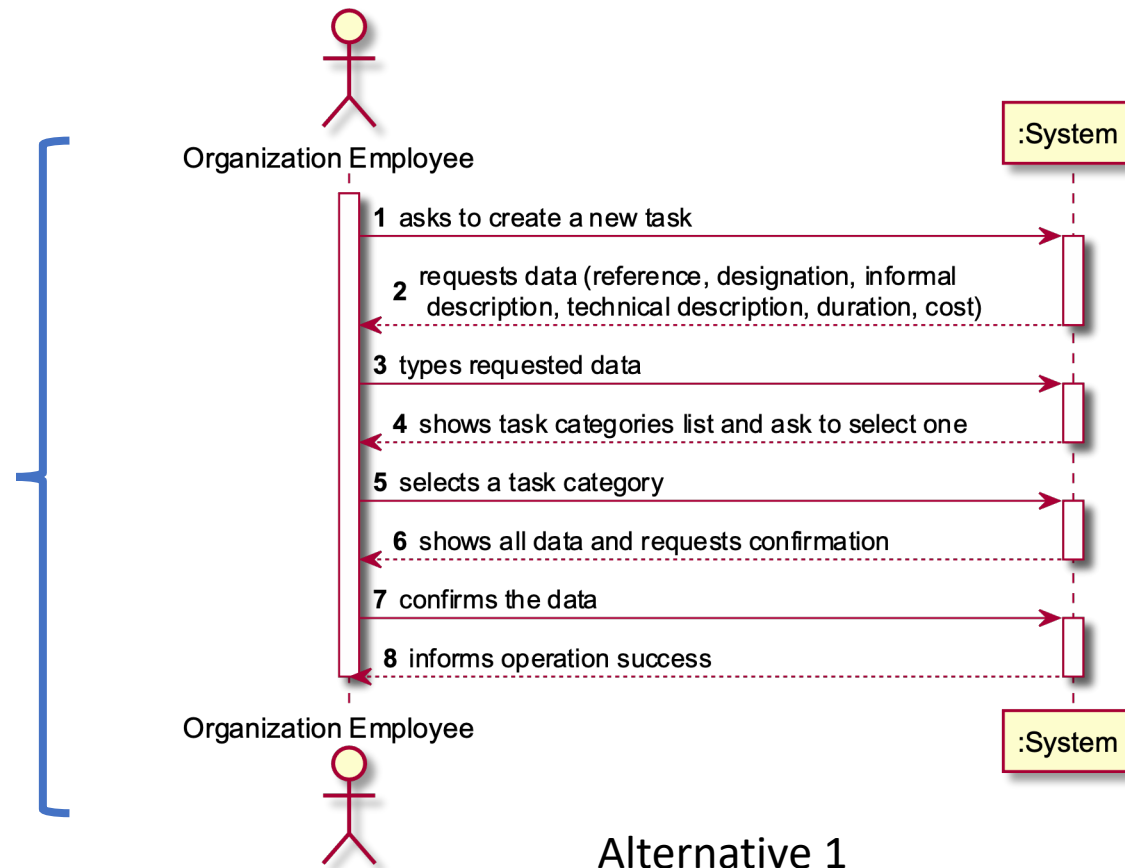 Organization Employee
:System
1 asks to create a new task
2 requests data (reference, designation, informal
description, technical description, duration, cost)
3 types requested data
4 shows task categories list and ask to select one
5 selects a task category
6 shows all data and requests confirmation
7 confirms the data
8 informs operation success
Organization Employee
:System
Alternative 1